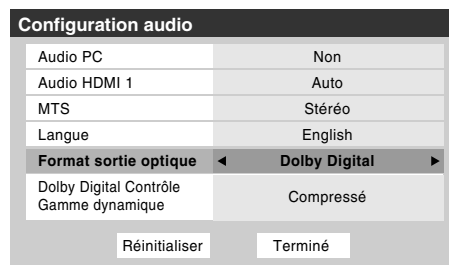 Configuration audio
Audio PC Non
Audio HDMI 1 Auto
MTS Stéréo
Langue English
Format sortie optique ◄ Dolby Digital ►
Dolby Digital Contrôle
Gamme dynamique
Compressé
Réinitialiser Terminé